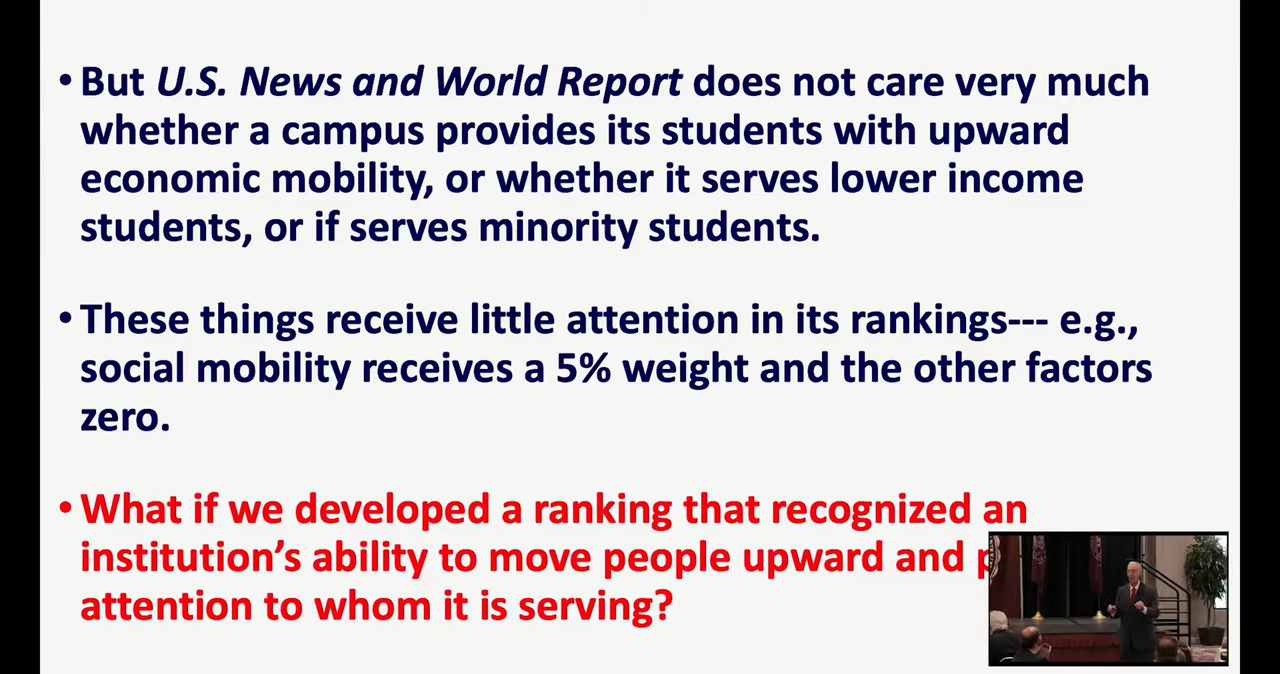 • But U.S. News and World Report does not care very much
whether a campus provides its students with upward
economic mobility, or whether it serves lower income
students, or if serves minority students.
• These things receive little attention in its rankings--- e.g.,
social mobility receives a 5% weight and the other factors
zero.
• What if we developed a ranking that recognized an
institution’s ability to move people upward and
attention to whom it is serving?